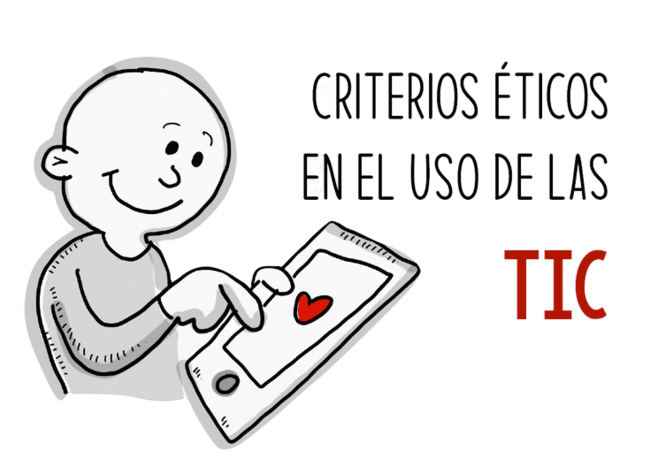 CRITERIOS ÉTICOS
EN EL USO DE LAS
TIC